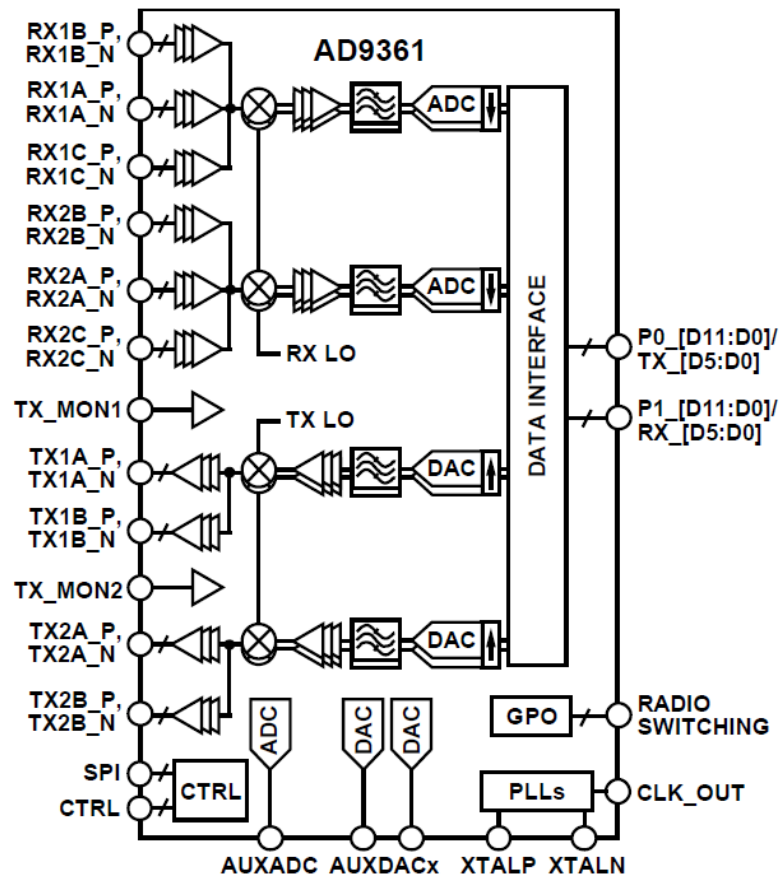 AD9361
RX1B_P,
RX1B_N
RX1A_P,
RX1A_N
ADC
RX1C_P,
RX1C_N
RX2B_P,
RX2B_N
RX2A_P,
RX2A_N
ADC
RX2C_P,
RX2C_N
RX LO
DATA INTERFACE
P0_[D11:D0]/
TX_[D5:D0]
TX_MON1
TX LO
P1_[D11:D0]/
RX_[D5:D0]
TX1A_P,
TX1A_N
DAC
TX1B_P,
TX1B_N
TX_MON2
TX2A_P,
TX2A_N
DAC
TX2B_P,
TX2B_N
ADC
DAC
DAC
GPO
RADIO
SWITCHING
SPI
CTRL
CTRL
PLLs
CLK_OUT
AUXADC
AUXDACx
XTALP
XTALN